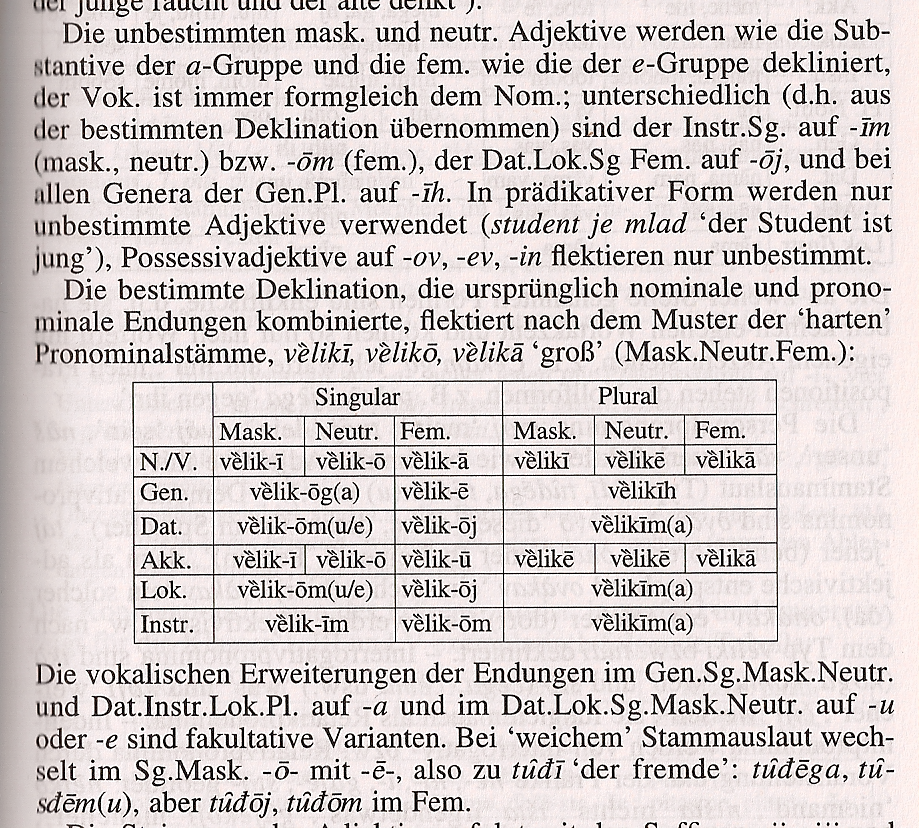 der junge raucht und der alte denkt ).
Die unbestimmten mask. und neutr. Adjektive werden wie die Sub-
stantive der a-Gruppe und die fem. wie die der e-Gruppe dekliniert,
der Vok. ist immer formgleich dem Nom.; unterschiedlich (d.h. aus
der bestimmten Deklination übernommen) sind der Instr.Sg. auf -īm
(mask., neutr.) bzw. -ōm (fem.), der Dat.Lok.Sg Fem. auf -ōj, und bei
allen Genera der Gen.Pl. auf -īh. In prädikativer Form werden nur
unbestimmte Adjektive verwendet (student je mlad ‘der Student ist
jung’), Possessivadjektive auf -ov, -ev, -in flektieren nur unbestimmt.
Die bestimmte Deklination, die ursprünglich nominale und prono-
minale Endungen kombinierte, flektiert nach dem Muster der ‘harten’
Pronominalstämme, vȅlikī, vȅlikō, vȅlikā ‘groß’ (Mask.Neutr.Fem.):
Singular Plural
Mask. Neutr. Fem. Mask. Neutr. Fem.
N./V. vȅlik-ī vȅlik-ō vȅlik-ā vȅlikī vȅlikē vȅlikā
Gen. vȅlik-ōg(a) vȅlik-ē vȅlikīh
Dat. vȅlik-ōm(u/e) vȅlik-ōj vȅlikīm(a)
Akk. vȅlik-ī vȅlik-ō vȅlik-ū vȅlikē vȅlikē vȅlikā
Lok. vȅlik-ōm(u/e) vȅlik-ōj vȅlikīm(a)
Instr. vȅlik-īm vȅlik-ōm vȅlikīm(a)
Die vokalischen Erweiterungen der Endungen im Gen.Sg.Mask.Neutr.
und Dat.Instr.Lok.Pl. auf -a und im Dat.Lok.Sg.Mask.Neutr. auf -u
oder -e sind fakultative Varianten. Bei ‘weichem’ Stammauslaut wech-
selt im Sg.Mask. -ō- mit -ē-, also zu tûđī ‘der fremde’: tûđēga, tû-
sđēm(u), aber tûđōj, tûđōm im Fem.